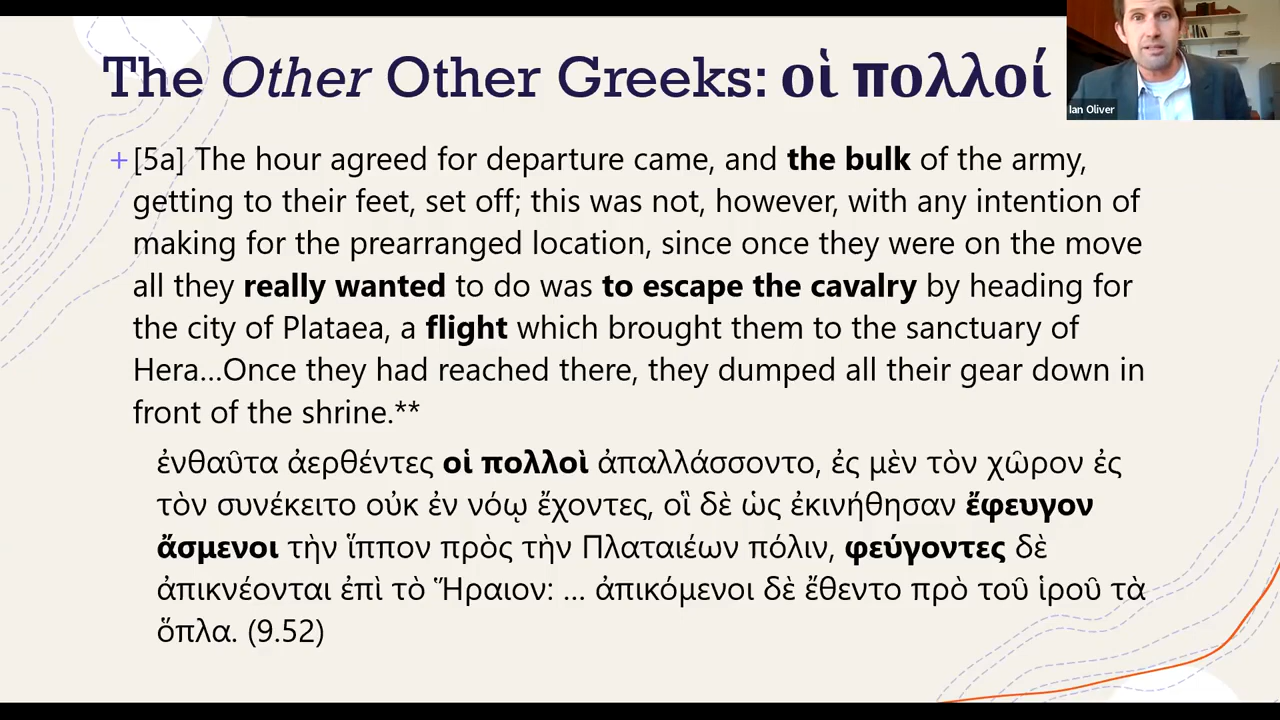 The Other Other Greeks: οἱ πολλοί
Ian Oliver
+ [5a] The hour agreed for departure came, and the bulk of the army,
getting to their feet, set off; this was not, however, with any intention of
making for the prearranged location, since once they were on the move
all they really wanted to do was to escape the cavalry by heading for
the city of Plataea, a flight which brought them to the sanctuary of
Hera...Once they had reached there, they dumped all their gear down in
front of the shrine.**
ἐνθαῦτα ἀερθέντες οἱ πολλοὶ ἀπαλλάσσοντο, ἐς μὲν τὸν χῶρον ἐς
τὸν συνέκειτο οὐκ ἐν νόῳ ἔχοντες, οἳ δὲ ὡς ἐκινήθησαν ἔφευγον
ἄσμενοι τὴν ἵππον πρὸς τὴν Πλαταιέων πόλιν, φεύγοντες δὲ
ἀπικνέονται ἐπὶ τὸ Ἥραιον: ... ἀπικόμενοι δὲ ἔθεντο πρὸ τοῦ ἱροῦ τὰ
ὅπλα. (9.52)